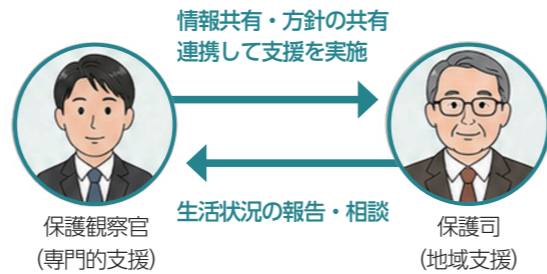 情報共有・方針の共有
連携して支援を実施
生活状況の報告・相談
保護観察官
(専門的支援)
保護司
(地域支援)